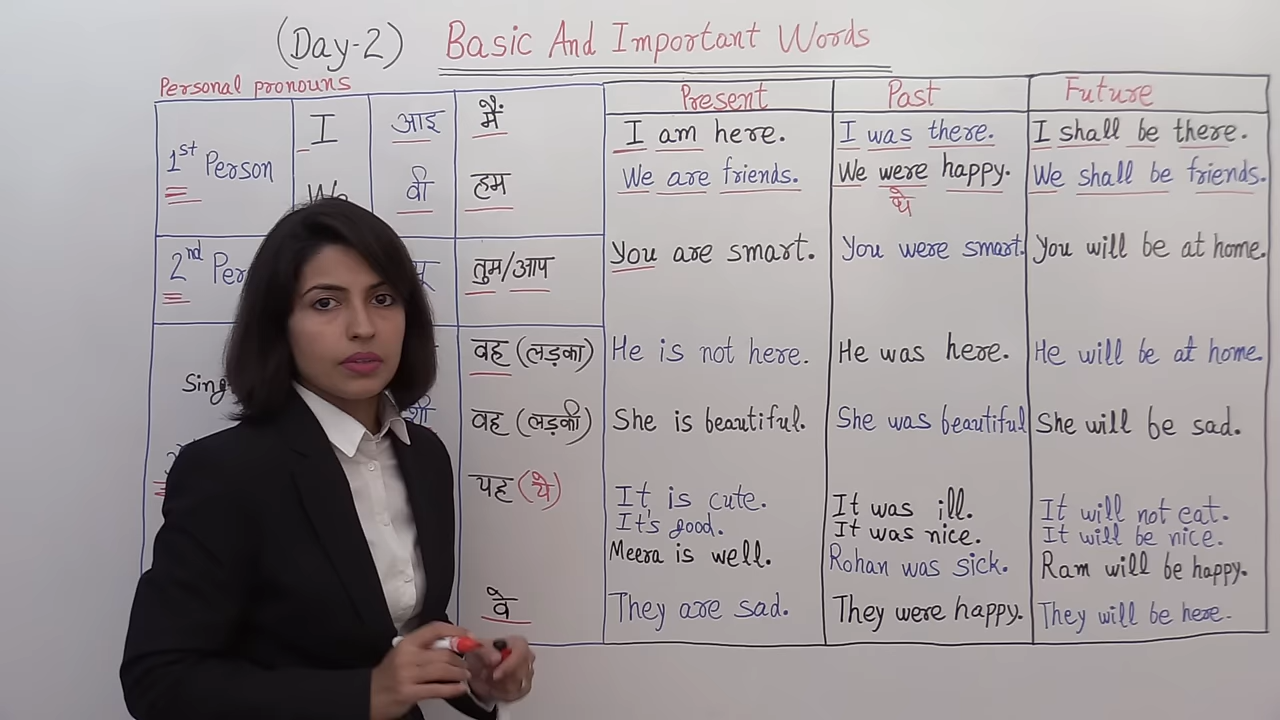 (Day-2) Basic And Important Words
Personal pronouns
Present Past Future
1st Person I आइ मैं I am here. I was there. I shall be there.
We वी हम We are friends. We were happy. We shall be friends.
थे
2nd तुम/आप You are smart. You were smart. You will be at home.
वह (लड़का) He is not here. He was here. He will be at home.
शी वह (लड़की) She is beautiful. She was beautiful She will be sad.
यह (ये) It is cute. It was ill. It will not eat.
It's good. It was nice. It will be nice.
Meera is well. Rohan was sick. Ram will be happy.
वे They are sad. They were happy. They will be here.